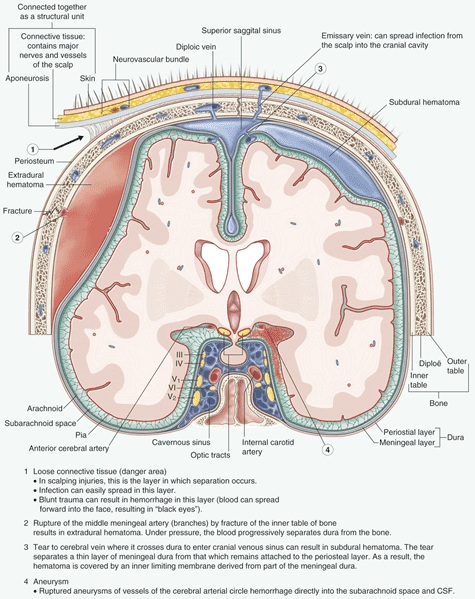 Connected together
as a structural unit
Connective tissue:
contains major
nerves and vessels
of the scalp
Aponeurosis
Skin
Neurovascular bundle
Diploic vein
Superior saggital sinus
Emissary vein: can spread infection from
the scalp into the cranial cavity
3
Subdural hematoma
1
Periosteum
Extradural
hematoma
Fracture
2
III
IV
V1
VI
V2
Arachnoid
Subarachnoid space
Pia
Anterior cerebral artery
Cavernous sinus
Optic tracts
Internal carotid
artery
4
Outer
table
Diploë
Inner
table
Bone
Periostial layer
Meningeal layer
Dura
1 Loose connective tissue (danger area)
• In scalping injuries, this is the layer in which separation occurs.
• Infection can easily spread in this layer.
• Blunt trauma can result in hemorrhage in this layer (blood can spread
forward into the face, resulting in "black eyes").
2 Rupture of the middle meningeal artery (branches) by fracture of the inner table of bone
results in extradural hematoma. Under pressure, the blood progressively separates dura from the bone.
3 Tear to cerebral vein where it crosses dura to enter cranial venous sinus can result in subdural hematoma. The tear
separates a thin layer of meningeal dura from that which remains attached to the periosteal layer. As a result, the
hematoma is covered by an inner limiting membrane derived from part of the meningeal dura.
4 Aneurysm
• Ruptured aneurysms of vessels of the cerebral arterial circle hemorrhage directly into the subarachnoid space and CSF.